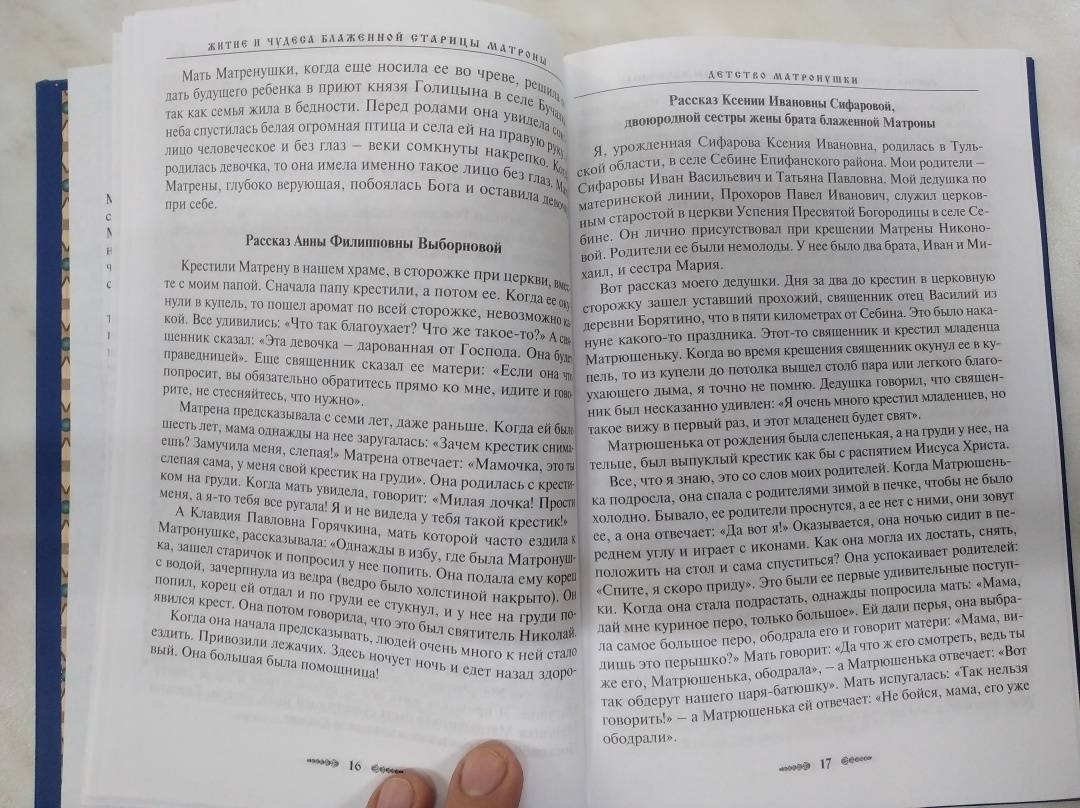 ЖИТИЕ И ЧУДЕСА БЛАЖЕННОЙ СТАРИЦЫ МАТРОНЫ
Мать Матренушки, когда еще носила ее во чреве, решила
дать будущего ребенка в приют князя Голицына в селе
так как семья жила в бедности. Перед родами она увидела
неба спустилась белая огромная птица и села ей на правую руку
лицо человеческое и без глаз – веки сомкнуты накрепко.
родилась девочка, то она имела именно такое лицо без глаз.
Матрены, глубоко верующая, побоялась Бога и оставила
при себе.
Рассказ Анны Филипповны Выборновой
Крестили Матрену в нашем храме, в сторожке при церкви, вмес-
те с моим папой. Сначала папу крестили, а потом ее. Когда ее оку-
нули в купель, то пошел аромат по всей сторожке, невозможно ка-
кой. Все удивились: «Что так благоухает? Что же такое-то?» А свя-
щенник сказал: «Эта девочка – дарованная от Господа. Она будет
праведницей». Еще священник сказал ее матери: «Если она что
попросит, вы обязательно обратитесь прямо ко мне, идите и гово-
рите, не стесняйтесь, что нужно».
Матрена предсказывала с семи лет, даже раньше. Когда ей было
шесть лет, мама однажды на нее заругалась: «Зачем крестик снима-
ешь? Замучила меня, слепая!» Матрена отвечает: «Мамочка, это ты
слепая сама, у меня свой крестик на груди». Она родилась с крести-
ком на груди. Когда мать увидела, говорит: «Милая дочка! Прости
меня, а я-то тебя все ругала! Я и не видела у тебя такой крестик!»
А Клавдия Павловна Горячкина, мать которой часто ездила к
Матронушке, рассказывала: «Однажды в избу, где была Матронуш-
ка, зашел старичок и попросил у нее попить. Она подала ему корец
с водой, зачерпнула из ведра (ведро было холстиной накрыто). Он
попил, корец ей отдал и по груди ее стукнул, и у нее на груди по-
явился крест. Она потом говорила, что это был святитель Николай.
Когда она начала предсказывать, людей очень много к ней стало
ездить. Привозили лежачих. Здесь ночует ночь и едет назад здоро-
вый. Она большая была помощница!
16
ДЕТСТВО МАТРОНУШКИ
Рассказ Ксении Ивановны Сифаровой,
двоюродной сестры жены брата блаженной Матроны
Я, урожденная Сифарова Ксения Ивановна, родилась в Туль-
ской области, в селе Себине Епифанского района. Мои родители –
Сифаровы Иван Васильевич и Татьяна Павловна. Мой дедушка по
материнской линии, Прохоров Павел Иванович, служил церков-
ным старостой в церкви Успения Пресвятой Богородицы в селе Се-
бине. Он лично присутствовал при крещении Матрены Никоно-
вой. Родители ее были немолоды. У нее было два брата, Иван и Ми-
хаил, и сестра Мария.
Вот рассказ моего дедушки. Дня за два до крестин в церковную
сторожку зашел уставший прохожий, священник отец Василий из
деревни Борятино, что в пяти километрах от Себина. Это было нака-
нуне какого-то праздника. Этот-то священник и крестил младенца
Матрюшеньку. Когда во время крещения священник окунул ее в ку-
пель, то из купели до потолка вышел столб пара или легкого благо-
ухающего дыма, я точно не помню. Дедушка говорил, что священ-
ник был несказанно удивлен: «Я очень много крестил младенцев, но
такое вижу в первый раз, и этот младенец будет свят».
Матрюшенька от рождения была слепенькая, а на груди у нее, на
тельце, был выпуклый крестик как бы с распятием Иисуса Христа.
Все, что я знаю, это со слов моих родителей. Когда Матрюшень-
ка подросла, она спала с родителями зимой в печке, чтобы не было
холодно. Бывало, ее родители проснутся, а ее нет с ними, они зовут
ее, а она отвечает: «Да вот я!» Оказывается, она ночью сидит в пе-
реднем углу и играет с иконами. Как она могла их достать, снять,
положить на стол и сама спуститься? Она успокаивает родителей:
«Спите, я скоро приду». Это были ее первые удивительные поступ-
ки. Когда она стала подрастать, однажды попросила мать: «Мама,
дай мне куриное перо, только большое». Ей дали перья, она выбра-
ла самое большое перо, ободрала его и говорит матери: «Мама, ви-
дишь это перышко?» Мать говорит: «Да что ж его смотреть, ведь ты
же его, Матрюшенька, ободрала», – а Матрюшенька отвечает: «Вот
так обдерут нашего царя-батюшку». Мать испугалась: «Так нельзя
говорить!» – а Матрюшенька ей отвечает: «Не бойся, мама, его уже
ободрали».
17